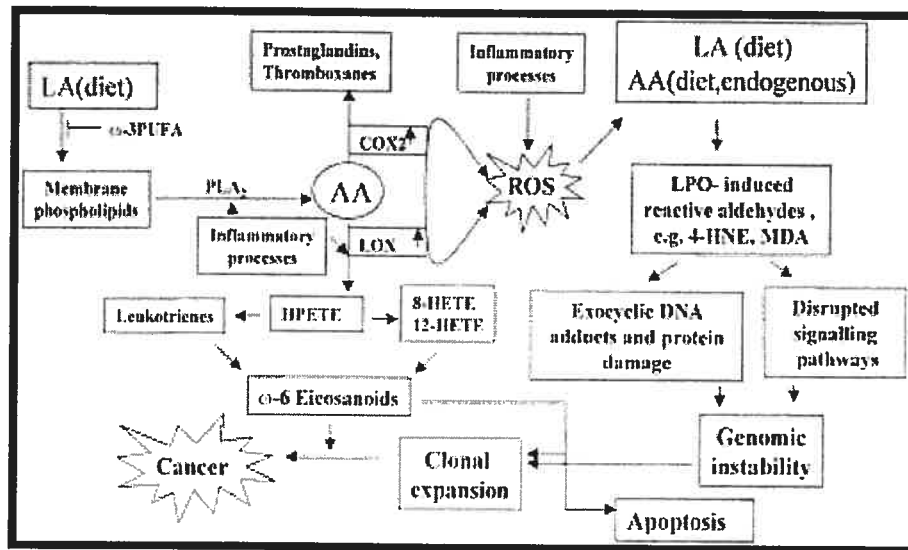 Prostaglandins,
Thromboxanes
Inflammatory
processes
LA (diet)
AA(diet,endogenous)
LA(diet)
ω-3PUFA
COX2
Membrane
phospholipids
PLA₂
AA
ROS
LPO- induced
reactive aldehydes ,
e.g, 4-HNE, MDA
Inflammatory
processes
LOX
Leukotrienes
HPETE
8-HETE
12-HETE
Exocyclic DNA
adducts and protein
damage
Disrupted
signalling
pathways
ω-6 Eicosanoids
Cancer
Clonal
expansion
Genomic
instability
Apoptosis